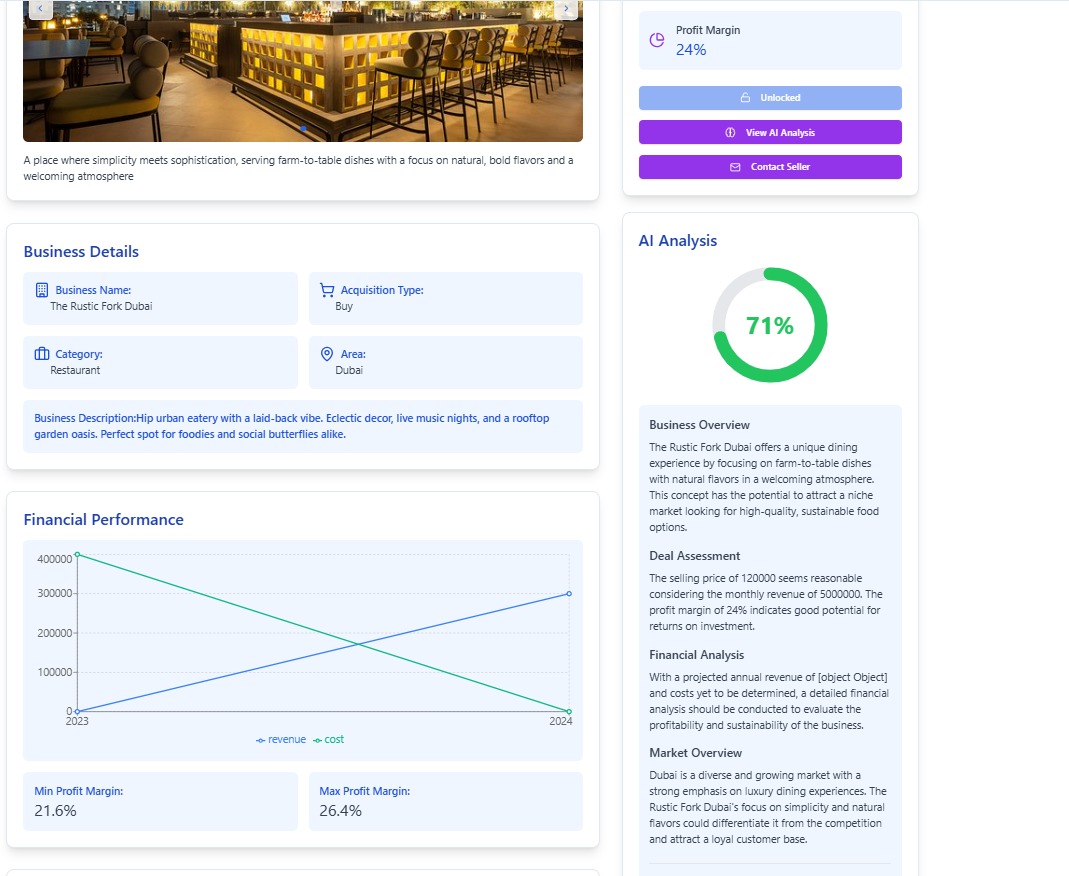 A place where simplicity meets sophistication, serving farm-to-table dishes with a focus on natural, bold flavors and a
welcoming atmosphere
Business Details
Business Name:
The Rustic Fork Dubai
Acquisition Type:
Buy
Category:
Restaurant
Area:
Dubai
Business Description:Hip urban eatery with a laid-back vibe. Eclectic decor, live music nights, and a rooftop
garden oasis. Perfect spot for foodies and social butterflies alike.
Financial Performance
400000
300000
200000
100000
0
2023
2024
revenue
cost
Min Profit Margin:
21.6%
Max Profit Margin:
26.4%
Profit Margin
24%
Unlocked
View AI Analysis
Contact Seller
AI Analysis
71%
Business Overview
The Rustic Fork Dubai offers a unique dining
experience by focusing on farm-to-table dishes
with natural flavors in a welcoming atmosphere.
This concept has the potential to attract a niche
market looking for high-quality, sustainable food
options.
Deal Assessment
The selling price of 120000 seems reasonable
considering the monthly revenue of 5000000. The
profit margin of 24% indicates good potential for
returns on investment.
Financial Analysis
With a projected annual revenue of [object Object]
and costs yet to be determined, a detailed financial
analysis should be conducted to evaluate the
profitability and sustainability of the business.
Market Overview
Dubai is a diverse and growing market with a
strong emphasis on luxury dining experiences. The
Rustic Fork Dubai's focus on simplicity and natural
flavors could differentiate it from the competition
and attract a loyal customer base.